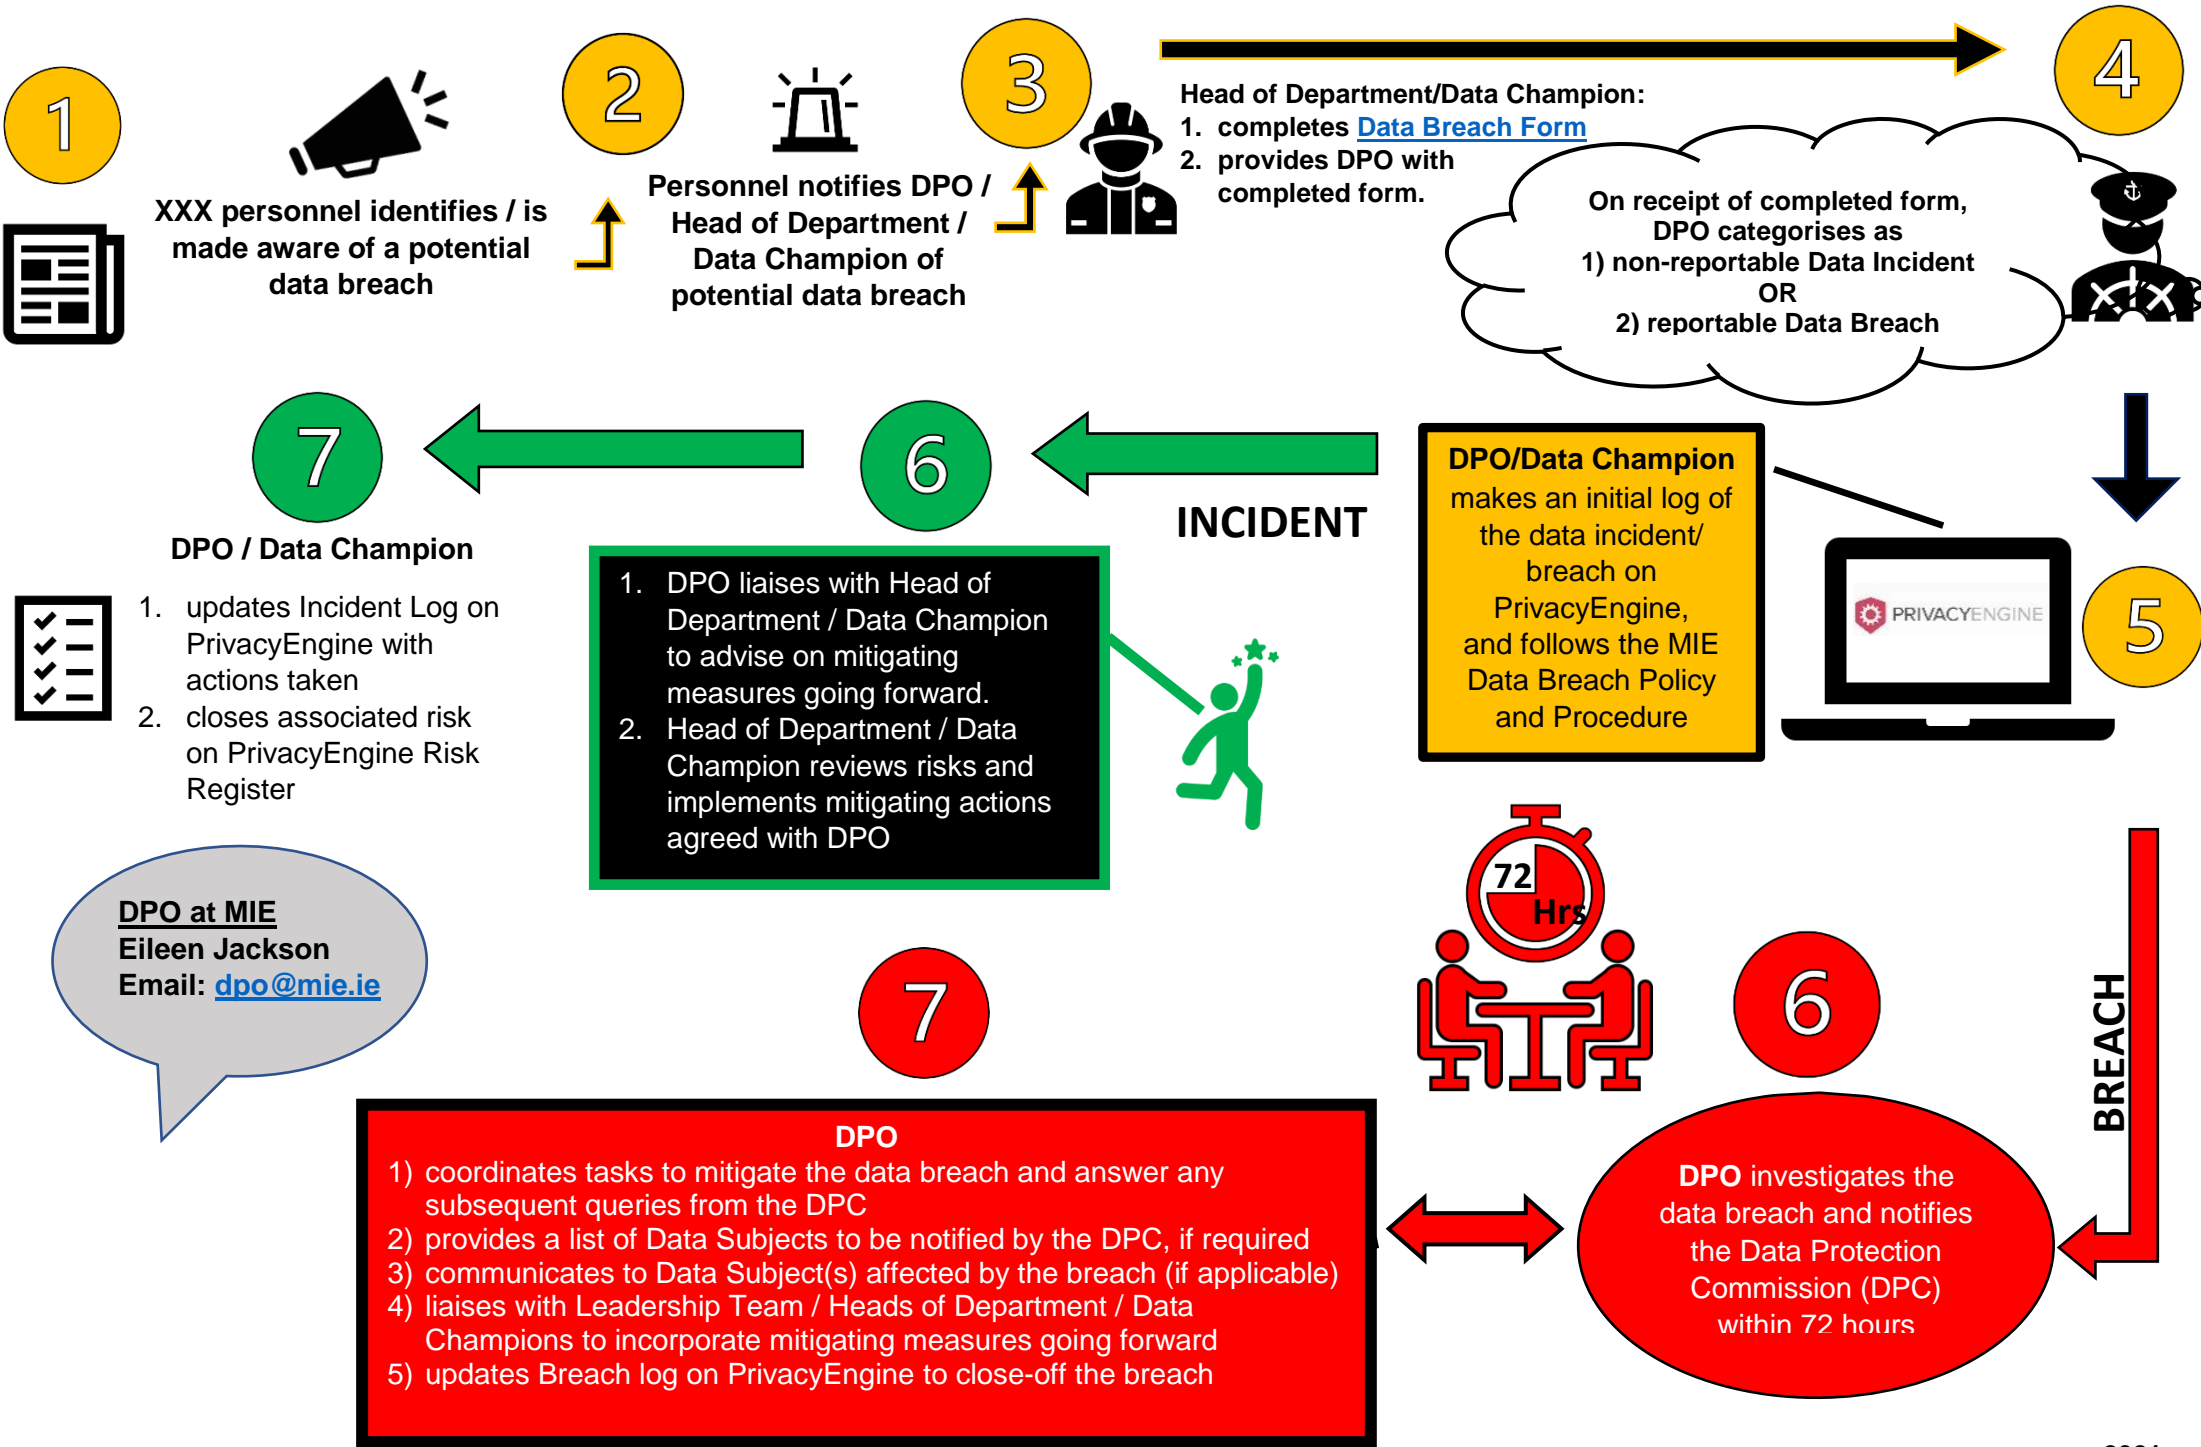 1
XXX personnel identifies / is
made aware of a potential
data breach
2
Personnel notifies DPO /
Head of Department /
Data Champion of
potential data breach
3
Head of Department/Data Champion:
1. completes Data Breach Form
2. provides DPO with
completed form.
4
On receipt of completed form,
DPO categorises as
1) non-reportable Data Incident
OR
2) reportable Data Breach
DPO/Data Champion
makes an initial log of
the data incident/
breach on
PrivacyEngine,
and follows the MIE
Data Breach Policy
and Procedure
PRIVACYENGINE
5
INCIDENT
6
1. DPO liaises with Head of
Department / Data Champion
to advise on mitigating
measures going forward.
2. Head of Department / Data
Champion reviews risks and
implements mitigating actions
agreed with DPO
7
DPO / Data Champion
1. updates Incident Log on
PrivacyEngine with
actions taken
2. closes associated risk
on PrivacyEngine Risk
Register
DPO at MIE
Eileen Jackson
Email: dpo@mie.ie
BREACH
72
Hrs
6
DPO investigates the
data breach and notifies
the Data Protection
Commission (DPC)
within 72 hours
7
DPO
1) coordinates tasks to mitigate the data breach and answer any
subsequent queries from the DPC
2) provides a list of Data Subjects to be notified by the DPC, if required
3) communicates to Data Subject(s) affected by the breach (if applicable)
4) liaises with Leadership Team / Heads of Department / Data
Champions to incorporate mitigating measures going forward
5) updates Breach log on PrivacyEngine to close-off the breach